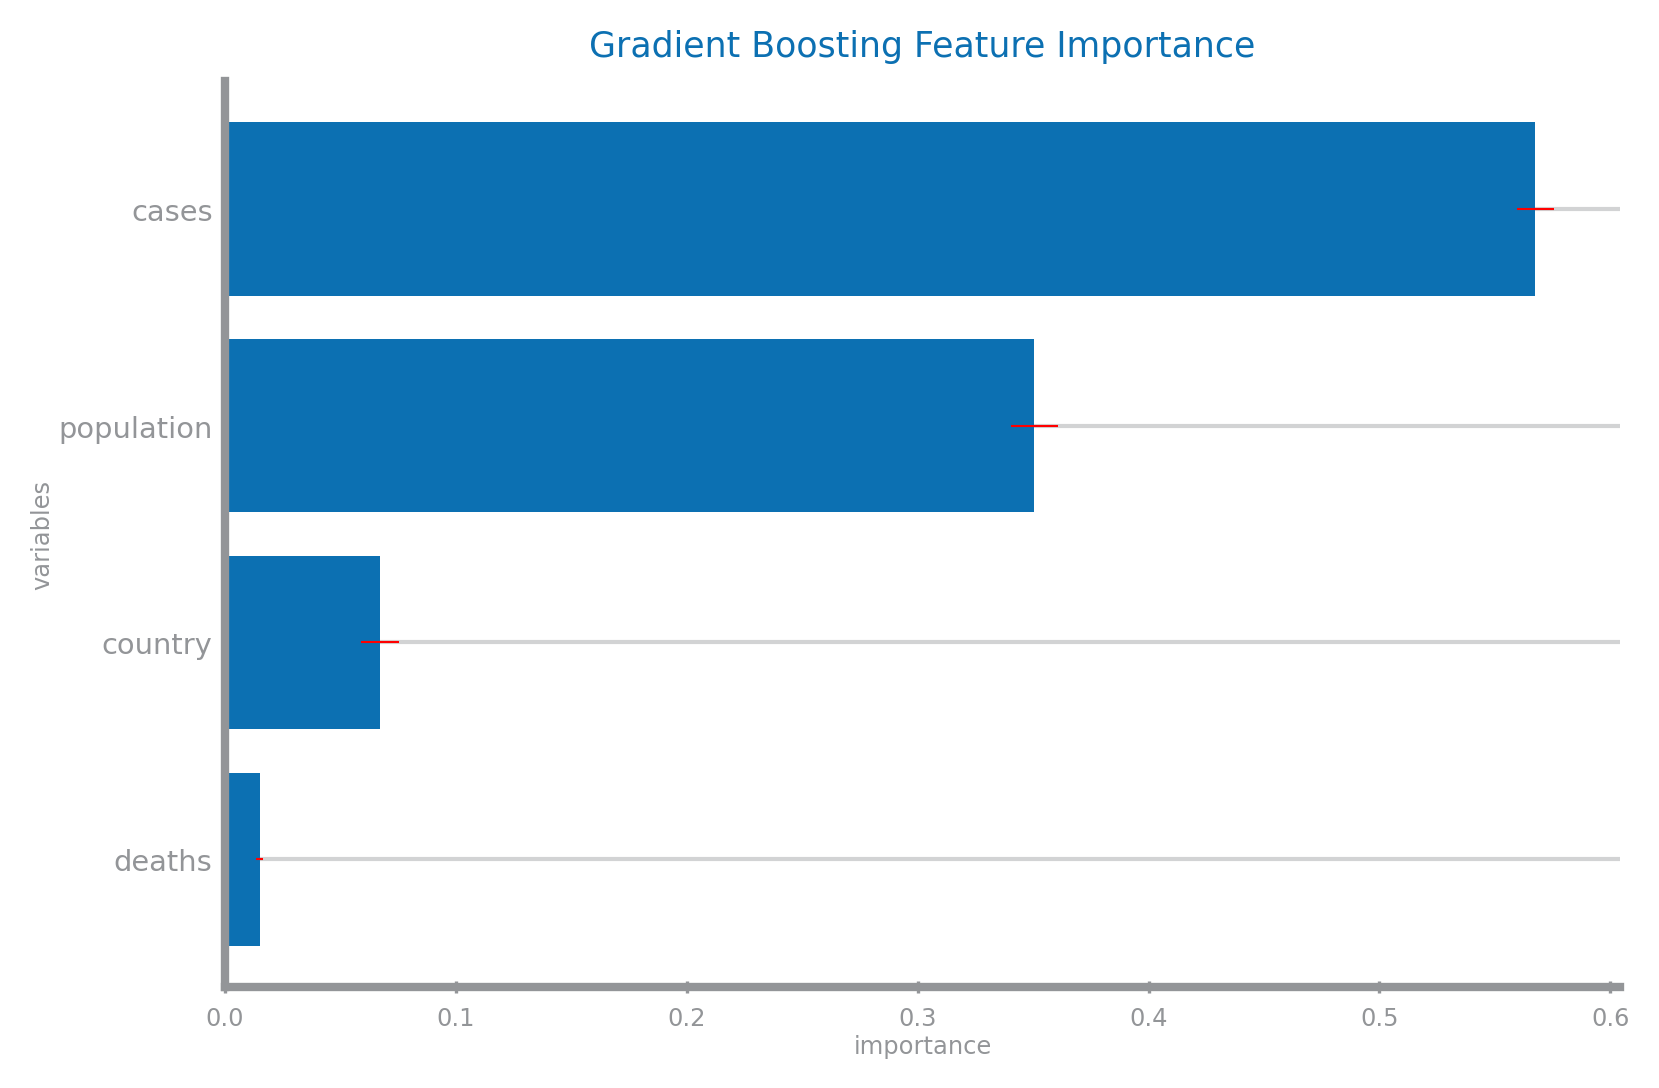 Gradient Boosting Feature Importance
cases
population
country
deaths
variables
0.0 0.1 0.2 0.3 0.4 0.5 0.6
importance